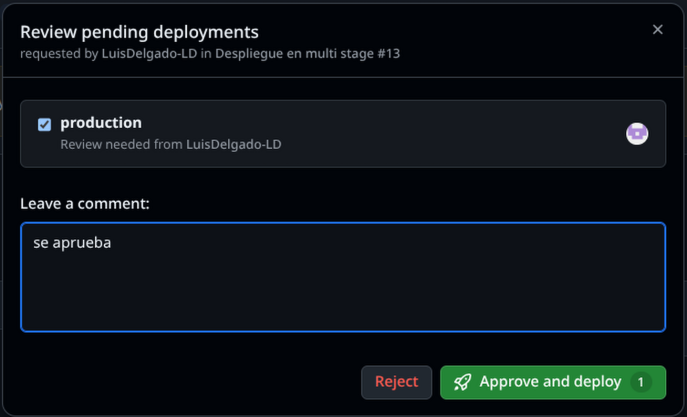 Review pending deployments
requested by LuisDelgado-LD in Despliegue en multi stage #13
production
Review needed from LuisDelgado-LD
Leave a comment:
se aprueba
Reject
Approve and deploy 1